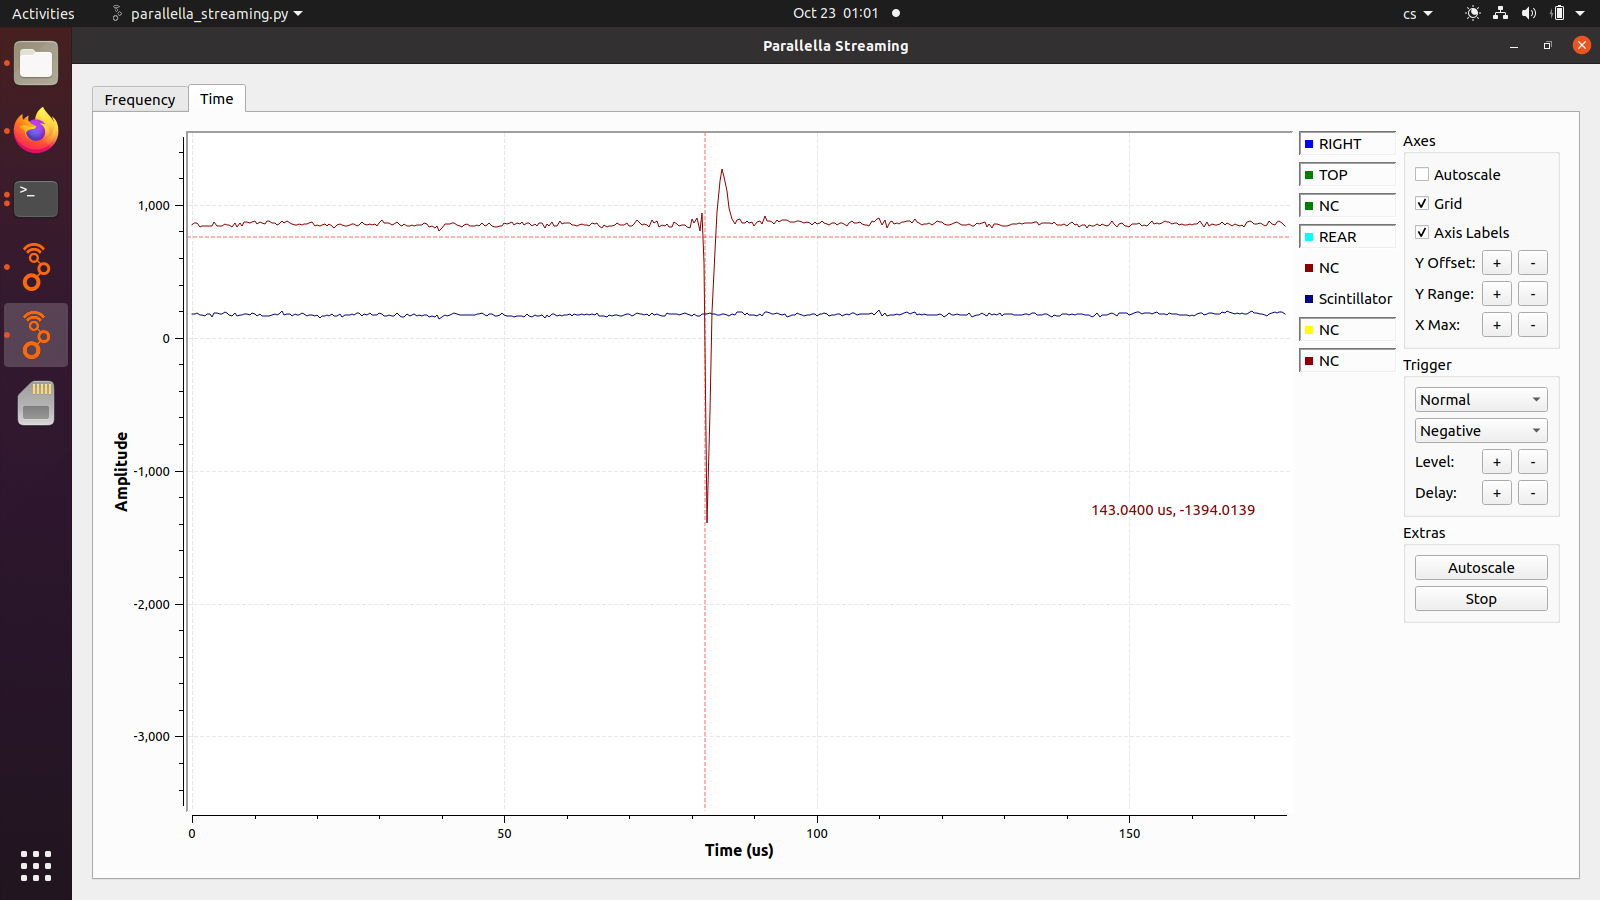 Activities
parallella_streaming.py
Oct 23 01:01
cs
Parallella Streaming
Frequency
Time
1,000
0
-1,000
-2,000
-3,000
Amplitude
0
50
100
150
Time (us)
143.0400 us, -1394.0139
RIGHT
TOP
NC
REAR
NC
Scintillator
NC
NC
Axes
Autoscale
Grid
Axis Labels
Y Offset: + -
Y Range: + -
X Max: + -
Trigger
Normal
Negative
Level: + -
Delay: + -
Extras
Autoscale
Stop